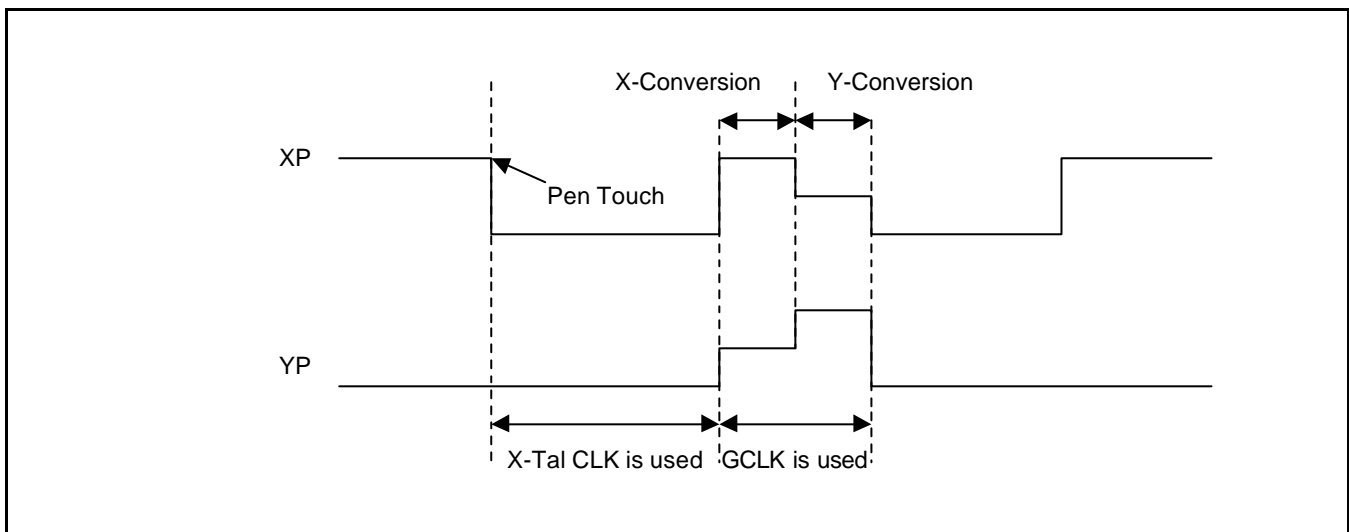 X-Conversion
Y-Conversion
XP
Pen Touch
YP
X-Tal CLK is used
GCLK is used